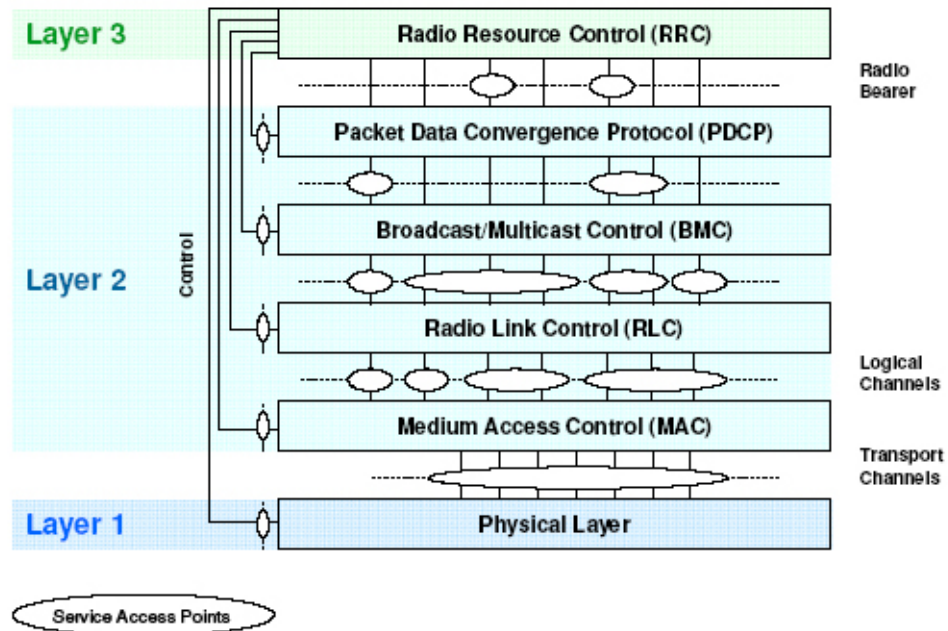 Layer 3
Radio Resource Control (RRC)
Radio
Bearer
Packet Data Convergence Protocol (PDCP)
Broadcast/Multicast Control (BMC)
Control
Layer 2
Radio Link Control (RLC)
Logical
Channels
Medium Access Control (MAC)
Transport
Channels
Layer 1
Physical Layer
Service Access Points